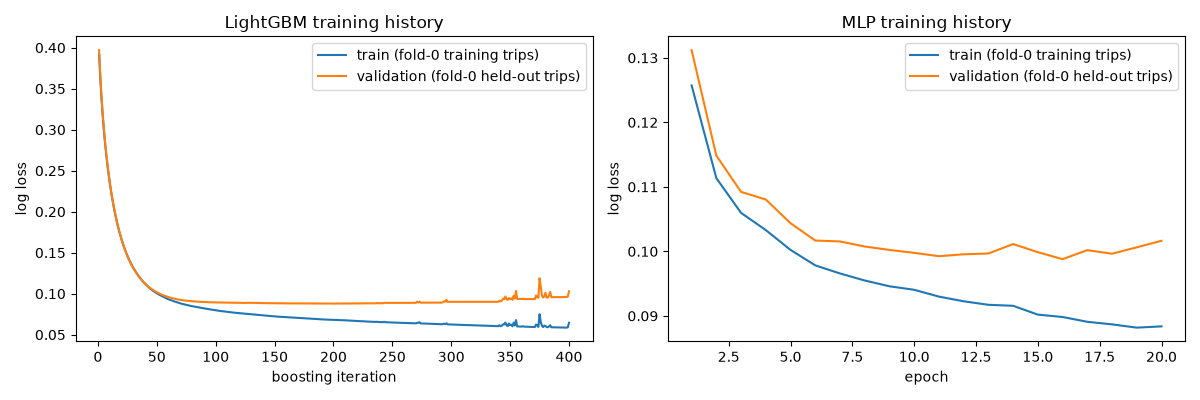 LightGBM training history
0.40
0.35
0.30
0.25
0.20
0.15
0.10
0.05
log loss
train (fold-0 training trips)
validation (fold-0 held-out trips)
0 50 100 150 200 250 300 350 400
boosting iteration
MLP training history
0.13
0.12
0.11
0.10
0.09
log loss
train (fold-0 training trips)
validation (fold-0 held-out trips)
2.5 5.0 7.5 10.0 12.5 15.0 17.5 20.0
epoch